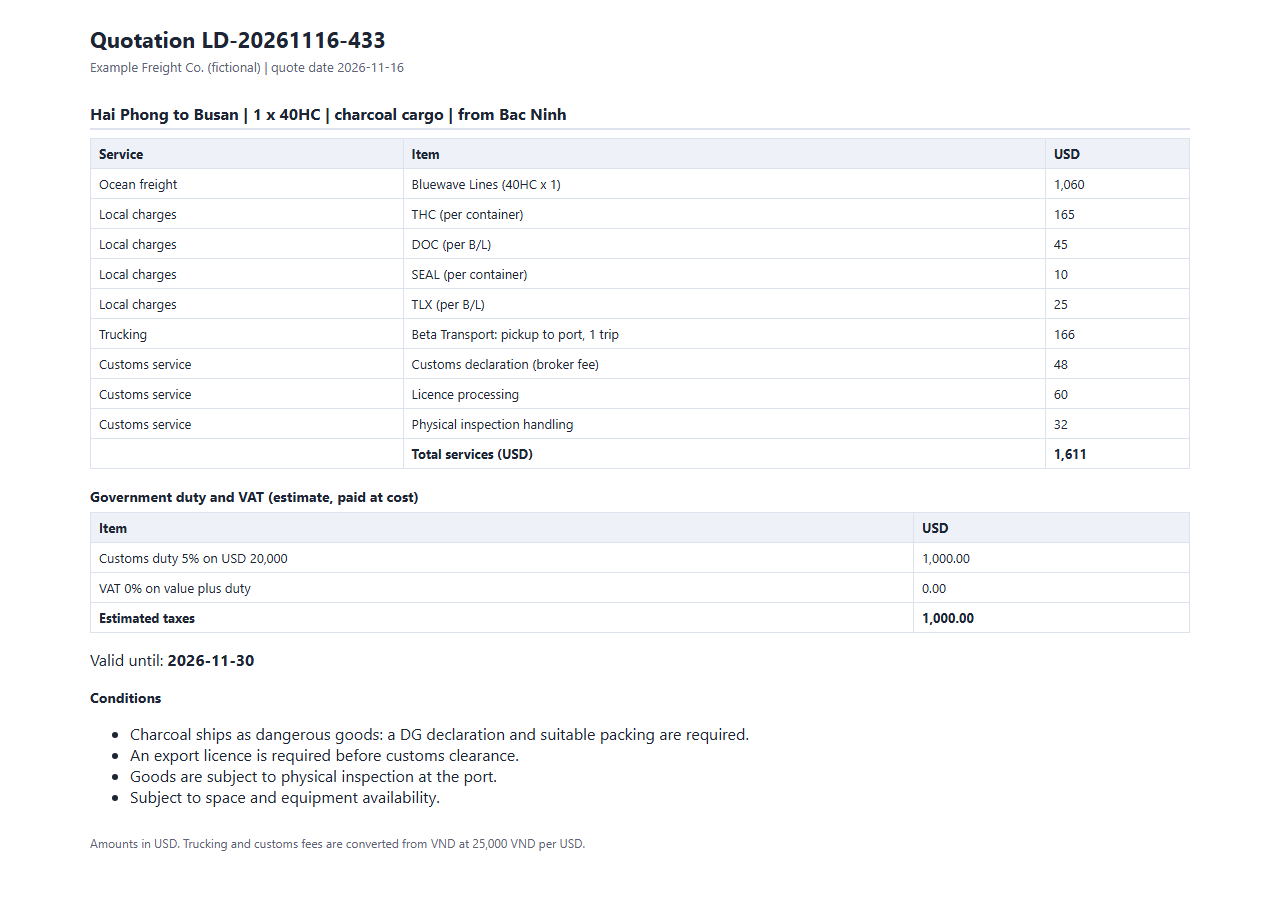 Quotation LD-20261116-433
Example Freight Co. (fictional) | quote date 2026-11-16
Hai Phong to Busan | 1 x 40HC | charcoal cargo | from Bac Ninh
Service Item USD
Ocean freight Bluewave Lines (40HC x 1) 1,060
Local charges THC (per container) 165
Local charges DOC (per B/L) 45
Local charges SEAL (per container) 10
Local charges TLX (per B/L) 25
Trucking Beta Transport: pickup to port, 1 trip 166
Customs service Customs declaration (broker fee) 48
Customs service Licence processing 60
Customs service Physical inspection handling 32
Total services (USD) 1,611
Government duty and VAT (estimate, paid at cost)
Item USD
Customs duty 5% on USD 20,000 1,000.00
VAT 0% on value plus duty 0.00
Estimated taxes 1,000.00
Valid until: 2026-11-30
Conditions
• Charcoal ships as dangerous goods: a DG declaration and suitable packing are required.
• An export licence is required before customs clearance.
• Goods are subject to physical inspection at the port.
• Subject to space and equipment availability.
Amounts in USD. Trucking and customs fees are converted from VND at 25,000 VND per USD.